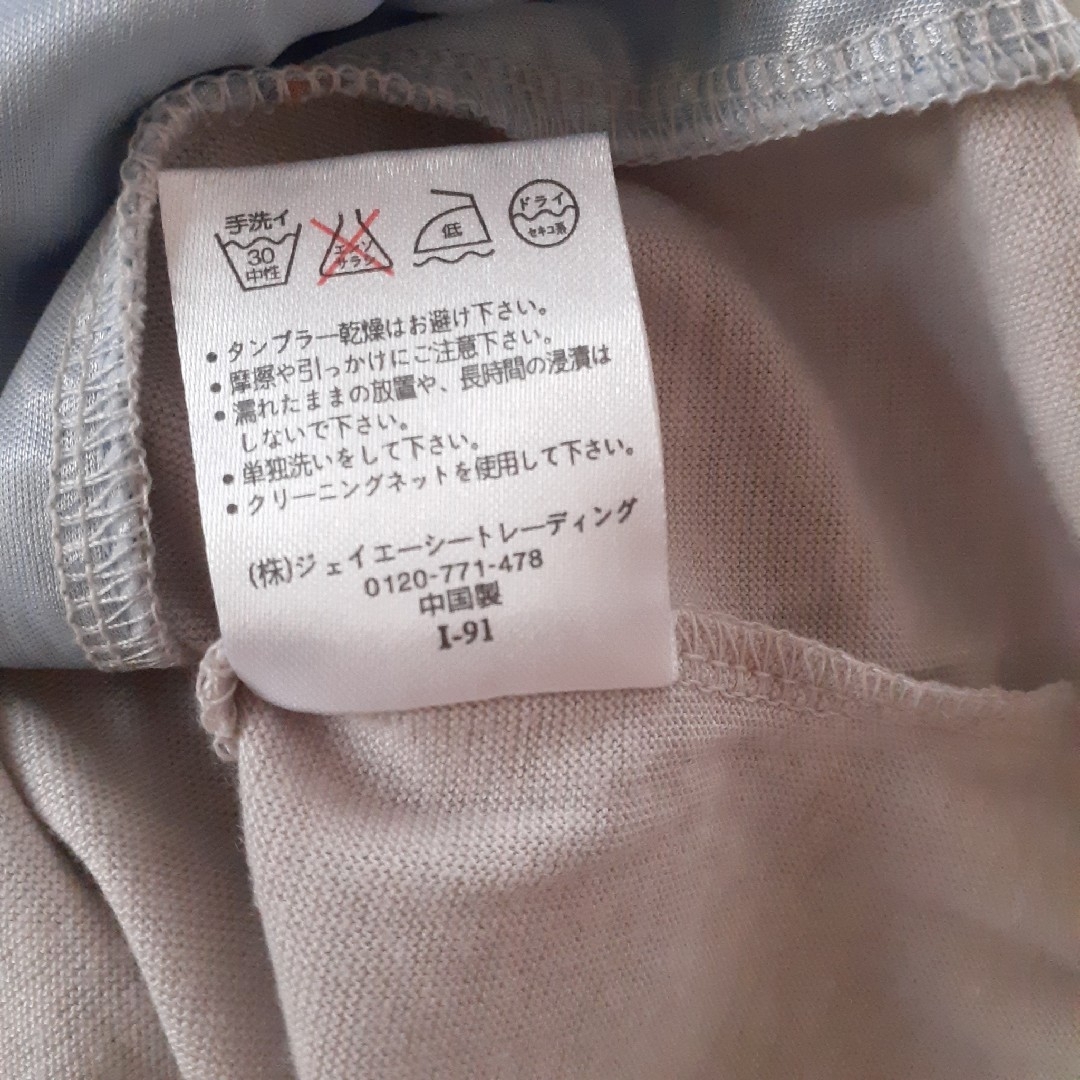 手洗イ
30
中性
エンソ
サラシ
低
ドライ
セキユ系
・タンブラー乾燥はお避け下さい。
・摩擦や引っかけにご注意下さい。
・濡れたままの放置や、長時間の浸漬は
しないで下さい。
・単独洗いをして下さい。
・クリーニングネットを使用して下さい。
(株)ジェイエーシートレーディング
0120-771-478
中国製
I-91